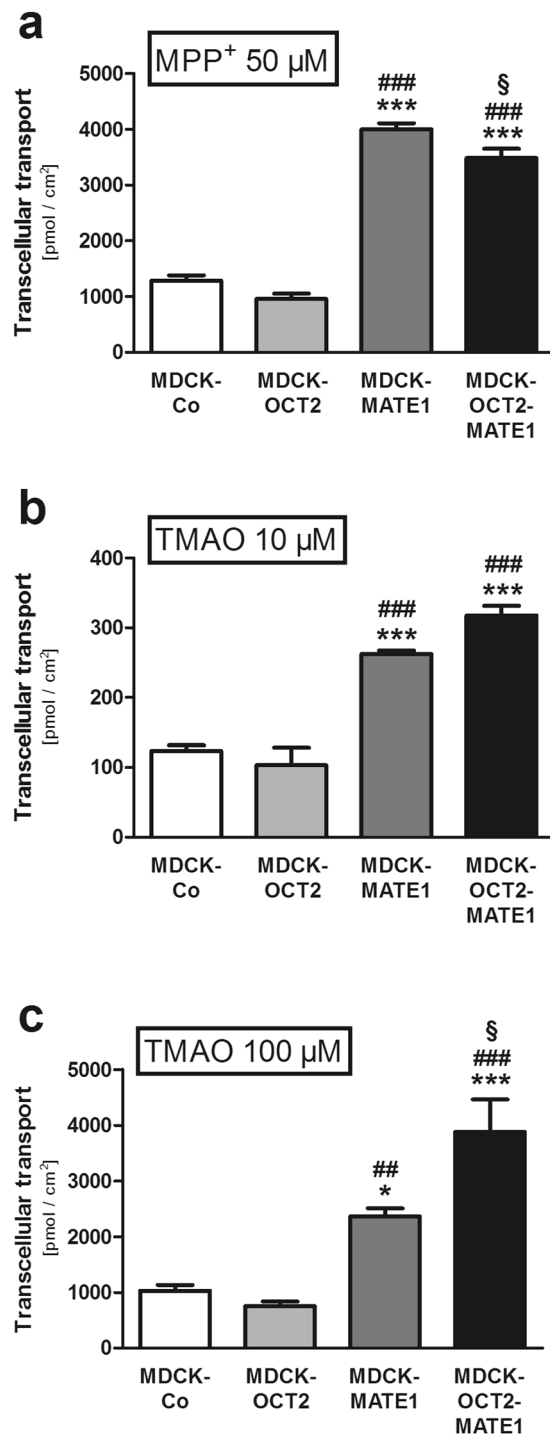 a
MPP+ 50 µM
Transcellular transport
[pmol / cm2]
5000
4000
3000
2000
1000
0
###
***
§
###
***
MDCK-
Co
MDCK-
OCT2
MDCK-
MATE1
MDCK-
OCT2-
MATE1
b
TMAO 10 µM
Transcellular transport
[pmol / cm2]
400
300
200
100
0
###
***
###
***
MDCK-
Co
MDCK-
OCT2
MDCK-
MATE1
MDCK-
OCT2-
MATE1
c
TMAO 100 µM
Transcellular transport
[pmol / cm2]
5000
4000
3000
2000
1000
0
##
*
§
###
***
MDCK-
Co
MDCK-
OCT2
MDCK-
MATE1
MDCK-
OCT2-
MATE1